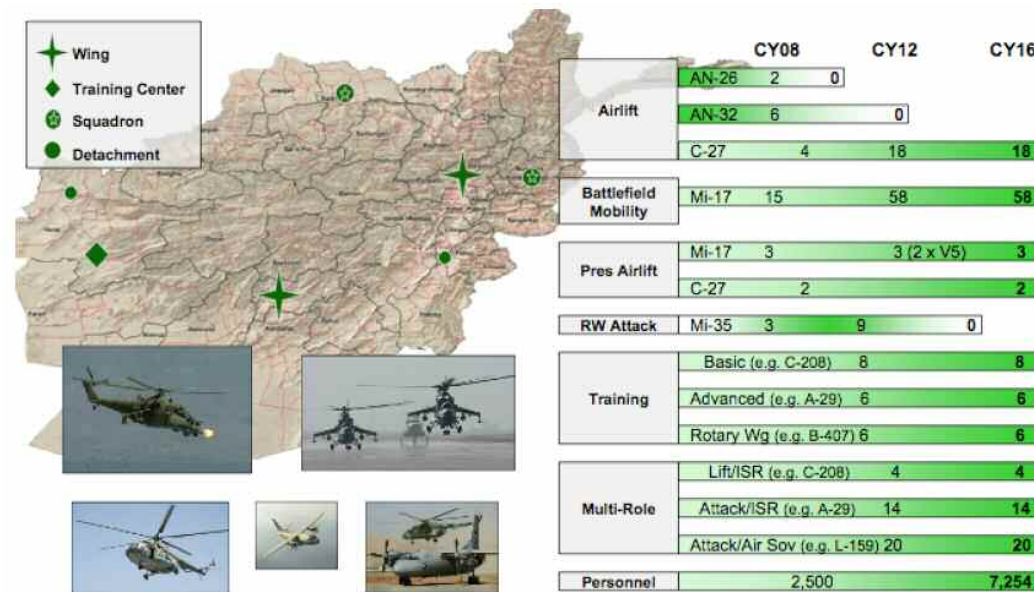 Wing
Training Center
Squadron
Detachment
CY08 CY12 CY16
Airlift
AN-26 2 0
AN-32 6 0
C-27 4 18 18
Battlefield
Mobility
Mi-17 15 58 58
Pres Airlift
Mi-17 3 3 (2 x V5) 3
C-27 2 2
RW Attack Mi-35 3 9 0
Training
Basic (e.g. C-208) 8 8
Advanced (e.g. A-29) 6 6
Rotary Wg (e.g. B-407) 6 6
Multi-Role
Lift/ISR (e.g. C-208) 4 4
Attack/ISR (e.g. A-29) 14 14
Attack/Air Sov (e.g. L-159) 20 20
Personnel 2,500 7,254